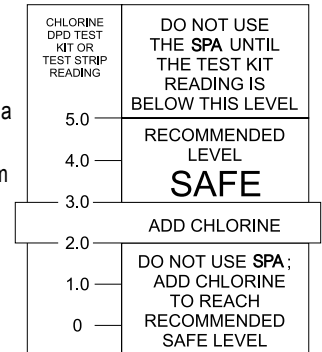 CHLORINE
DPD TEST
KIT OR
TEST STRIP
READING
DO NOT USE
THE SPA UNTIL
THE TEST KIT
READING IS
BELOW THIS LEVEL
a
5.0
RECOMMENDED
LEVEL
4.0
SAFE
m
3.0
ADD CHLORINE
2.0
DO NOT USE SPA;
ADD CHLORINE
1.0
TO REACH
RECOMMENDED
0
SAFE LEVEL